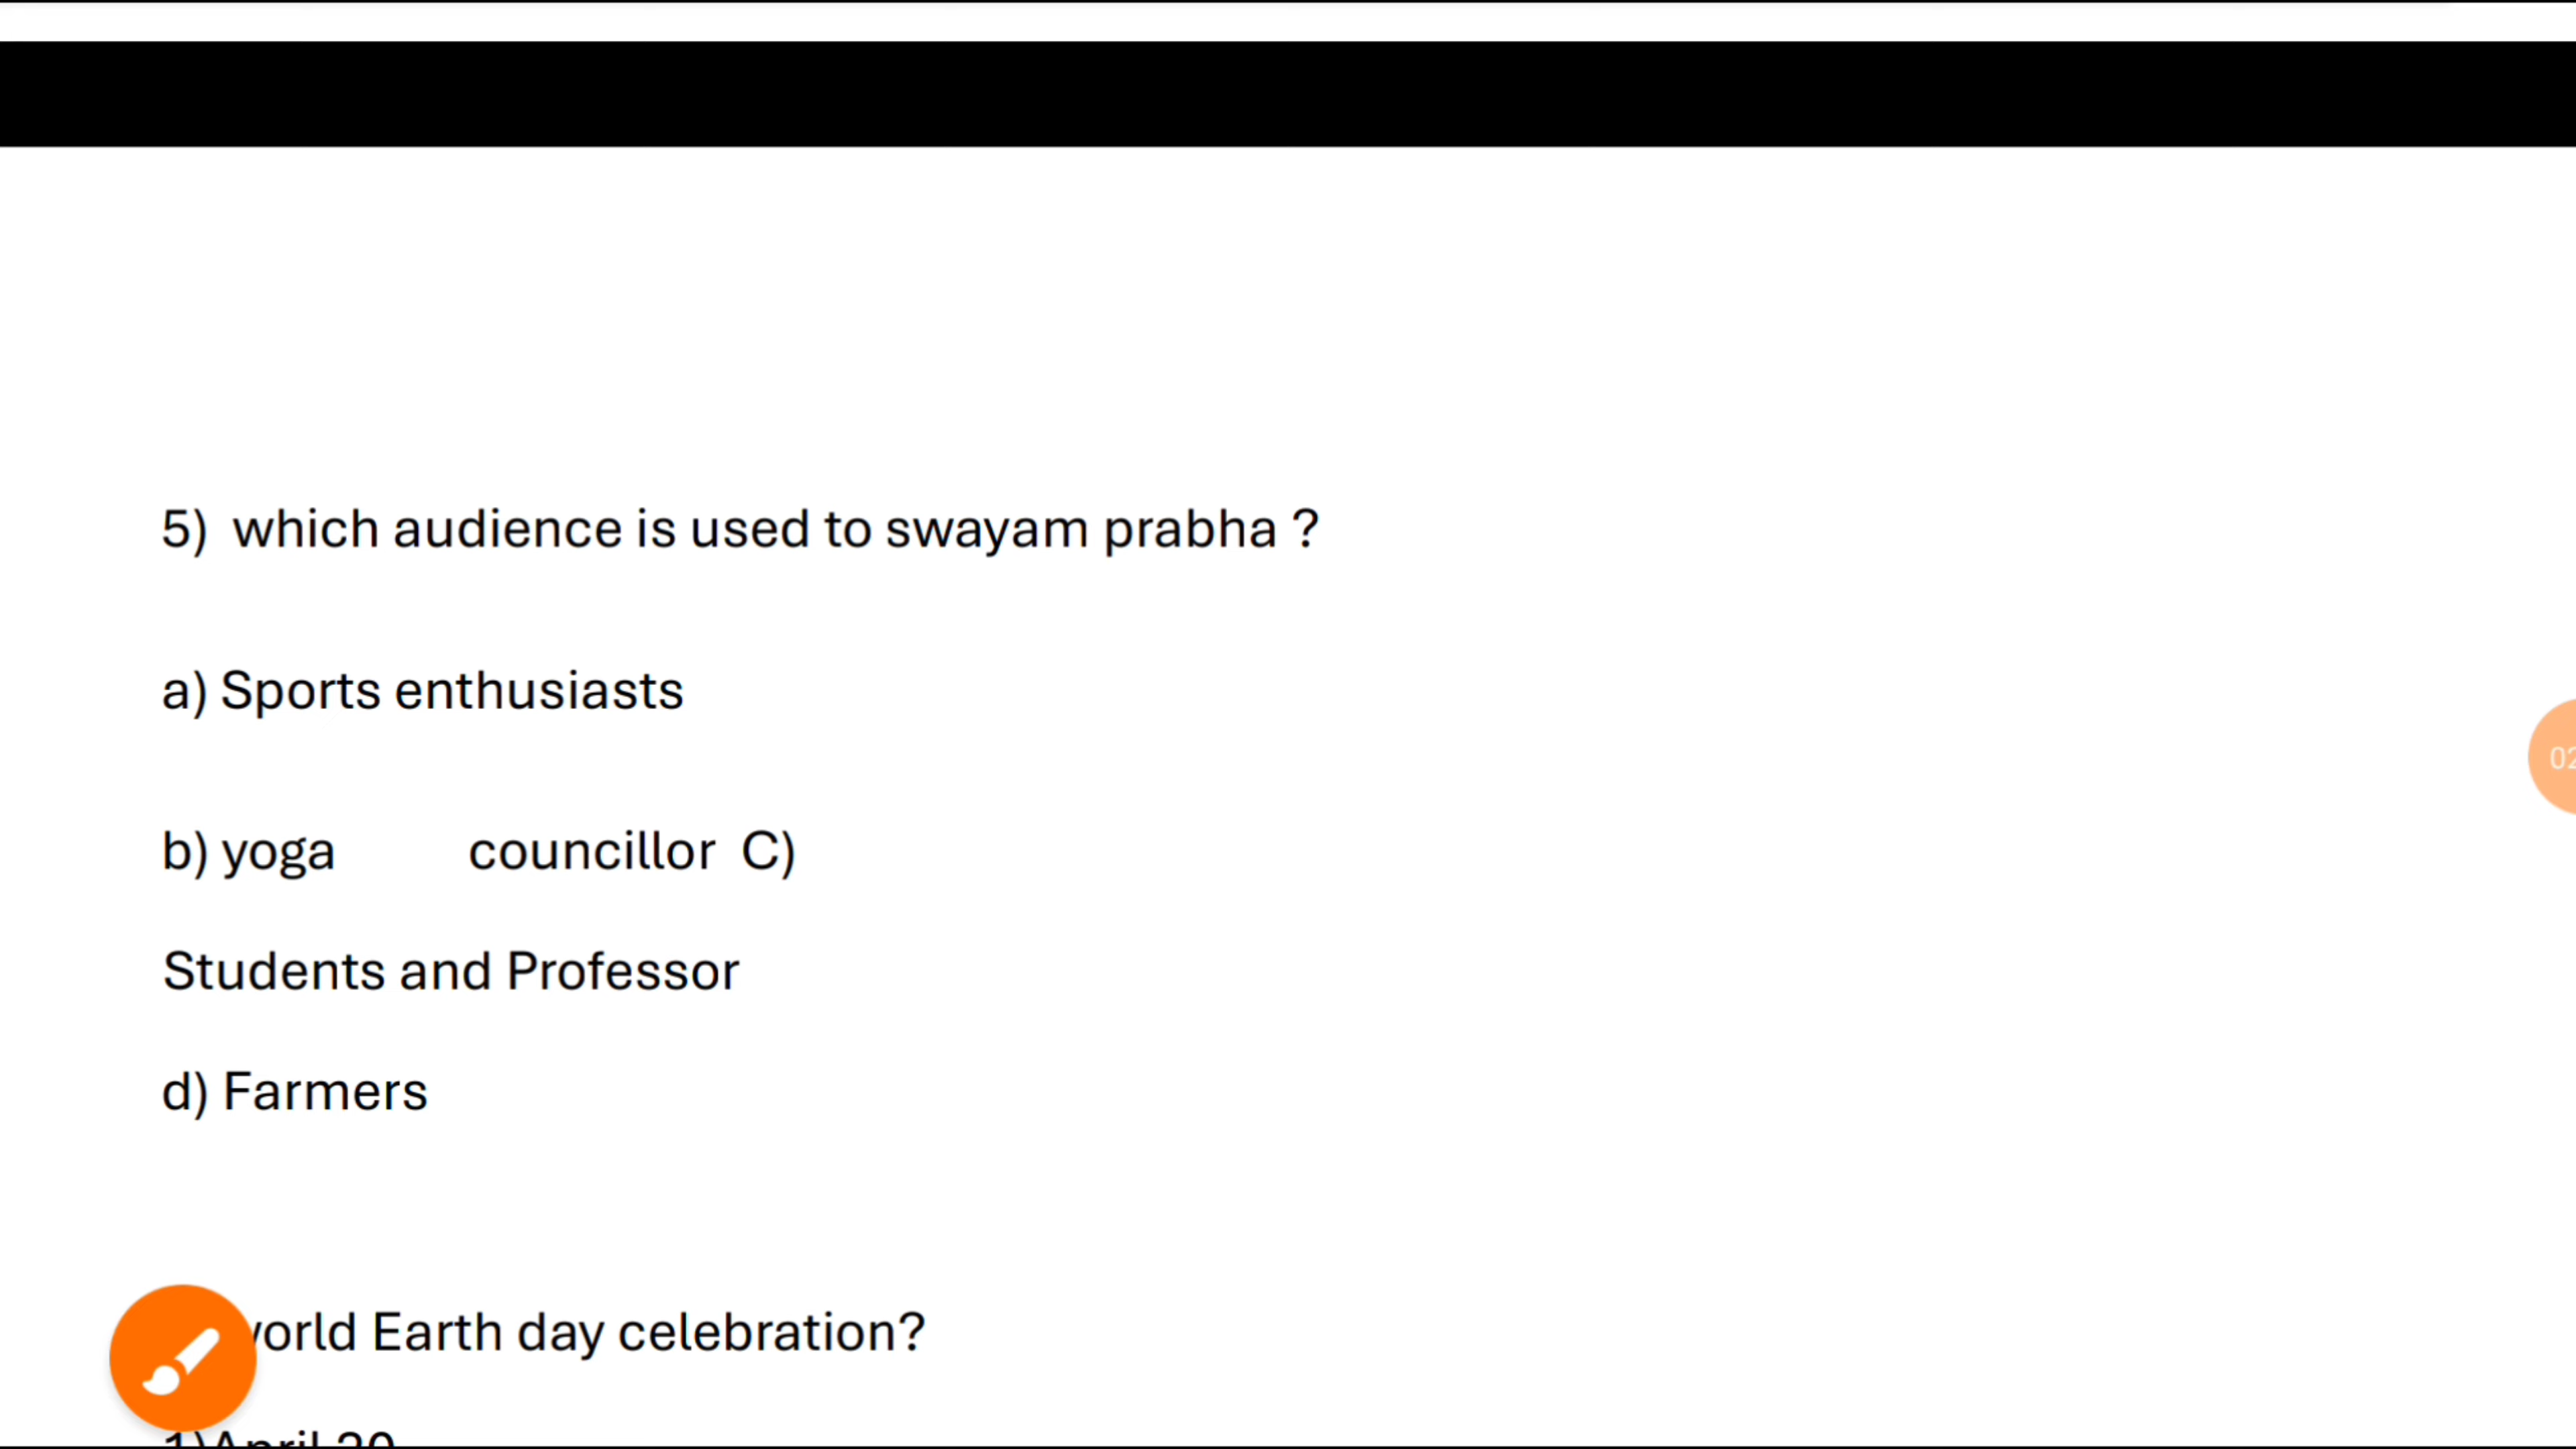 5) which audience is used to swayam prabha ?
a) Sports enthusiasts
b) yoga councillor C)
Students and Professor
d) Farmers
Earth day celebration?
02